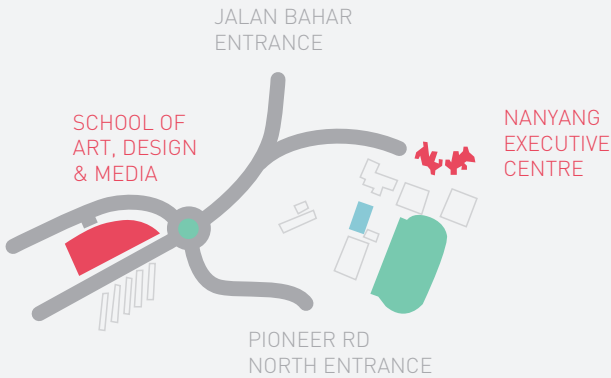 JALAN BAHAR
ENTRANCE
SCHOOL OF
ART, DESIGN
& MEDIA
NANYANG
EXECUTIVE
CENTRE
PIONEER RD
NORTH ENTRANCE